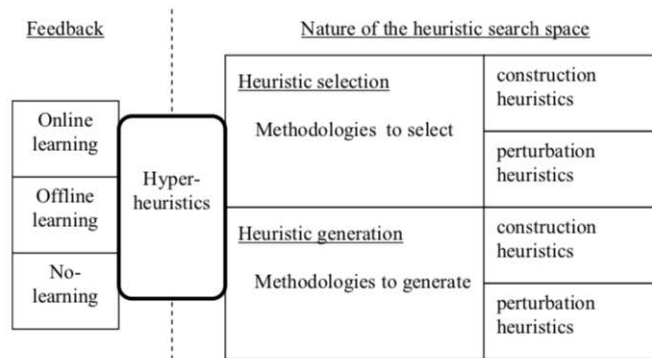 Feedback
Nature of the heuristic search space
Online
learning
Offline
learning
No-
learning
Hyper-
heuristics
Heuristic selection
Methodologies to select
construction
heuristics
perturbation
heuristics
Heuristic generation
Methodologies to generate
construction
heuristics
perturbation
heuristics